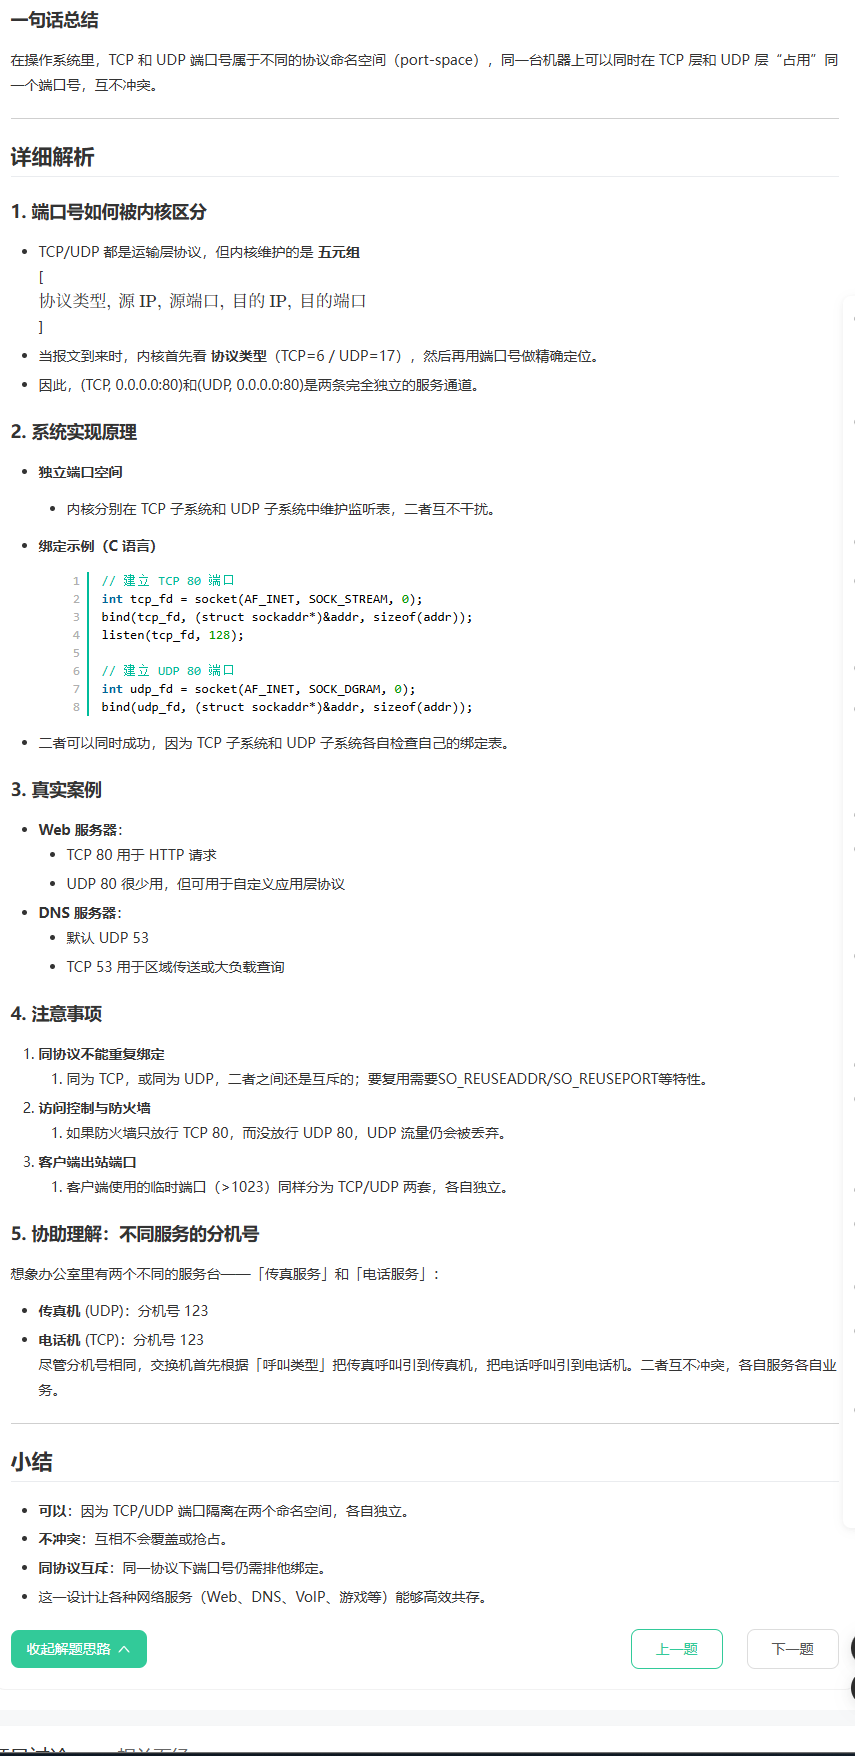 一句话总结
在操作系统里，TCP 和 UDP 端口号属于不同的协议命名空间（port-space），同一台机器上可以同时在 TCP 层和 UDP 层“占用”同
一个端口号，互不冲突。
详细解析
1. 端口号如何被内核区分
• TCP/UDP 都是运输层协议，但内核维护的是 五元组
[
协议类型, 源 IP, 源端口, 目的 IP, 目的端口
]
• 当报文到来时，内核首先看 协议类型（TCP=6 / UDP=17），然后再用端口号做精确定位。
• 因此，(TCP, 0.0.0.0:80)和(UDP, 0.0.0.0:80)是两条完全独立的服务通道。
2. 系统实现原理
• 独立端口空间
• 内核分别在 TCP 子系统和 UDP 子系统中维护监听表，二者互不干扰。
• 绑定示例（C 语言）
1 // 建立 TCP 80 端口
2 int tcp_fd = socket(AF_INET, SOCK_STREAM, 0);
3 bind(tcp_fd, (struct sockaddr*)&addr, sizeof(addr));
4 listen(tcp_fd, 128);
5
6 // 建立 UDP 80 端口
7 int udp_fd = socket(AF_INET, SOCK_DGRAM, 0);
8 bind(udp_fd, (struct sockaddr*)&addr, sizeof(addr));
• 二者可以同时成功，因为 TCP 子系统和 UDP 子系统各自检查自己的绑定表。
3. 真实案例
• Web 服务器：
• TCP 80 用于 HTTP 请求
• UDP 80 很少用，但可用于自定义应用层协议
• DNS 服务器：
• 默认 UDP 53
• TCP 53 用于区域传送或大负载查询
4. 注意事项
1. 同协议不能重复绑定
1. 同为 TCP，或同为 UDP，二者之间还是互斥的；要复用需要SO_REUSEADDR/SO_REUSEPORT等特性。
2. 访问控制与防火墙
1. 如果防火墙只放行 TCP 80，而没放行 UDP 80，UDP 流量仍会被丢弃。
3. 客户端出站端口
1. 客户端使用的临时端口（>1023）同样分为 TCP/UDP 两套，各自独立。
5. 协助理解：不同服务的分机号
想象办公室里有两个不同的服务台——「传真服务」和「电话服务」：
• 传真机 (UDP)：分机号 123
• 电话机 (TCP)：分机号 123
尽管分机号相同，交换机首先根据「呼叫类型」把传真呼叫引到传真机，把电话呼叫引到电话机。二者互不冲突，各自服务各自业
务。
小结
• 可以：因为 TCP/UDP 端口隔离在两个命名空间，各自独立。
• 不冲突：互相不会覆盖或抢占。
• 同协议互斥：同一协议下端口号仍需排他绑定。
• 这一设计让各种网络服务（Web、DNS、VoIP、游戏等）能够高效共存。
收起解题思路
上一题
下一题